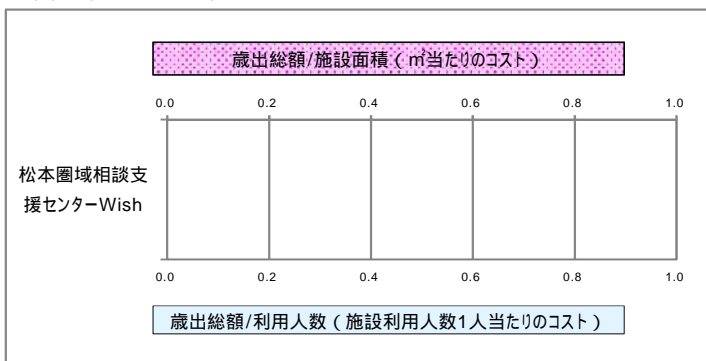 歳出総額/施設面積（㎡当たりのコスト）
0.0 0.2 0.4 0.6 0.8 1.0
松本圏域相談支
援センターWish
0.0 0.2 0.4 0.6 0.8 1.0
歳出総額/利用人数（施設利用人数1人当たりのコスト）